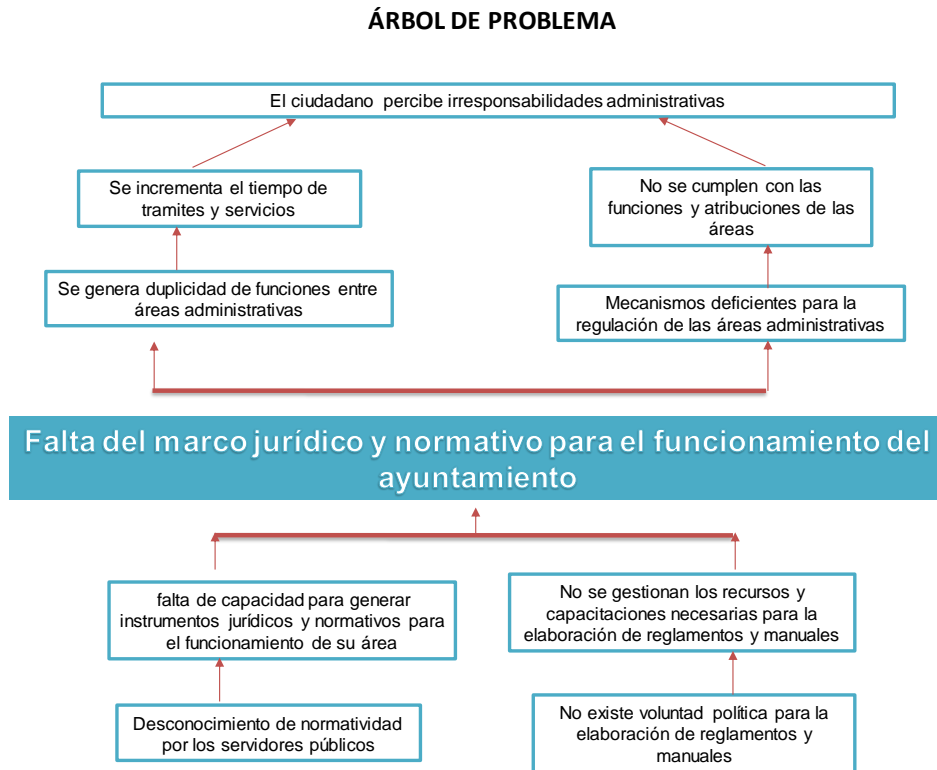 ÁRBOL DE PROBLEMA
El ciudadano percibe irresponsabilidades administrativas
Se incrementa el tiempo de
tramites y servicios
No se cumplen con las
funciones y atribuciones de las
áreas
Se genera duplicidad de funciones entre
áreas administrativas
Mecanismos deficientes para la
regulación de las áreas administrativas
Falta del marco jurídico y normativo para el funcionamiento del
ayuntamiento
falta de capacidad para generar
instrumentos jurídicos y normativos para
el funcionamiento de su área
No se gestionan los recursos y
capacitaciones necesarias para la
elaboración de reglamentos y manuales
Desconocimiento de normatividad
por los servidores públicos
No existe voluntad política para la
elaboración de reglamentos y
manuales